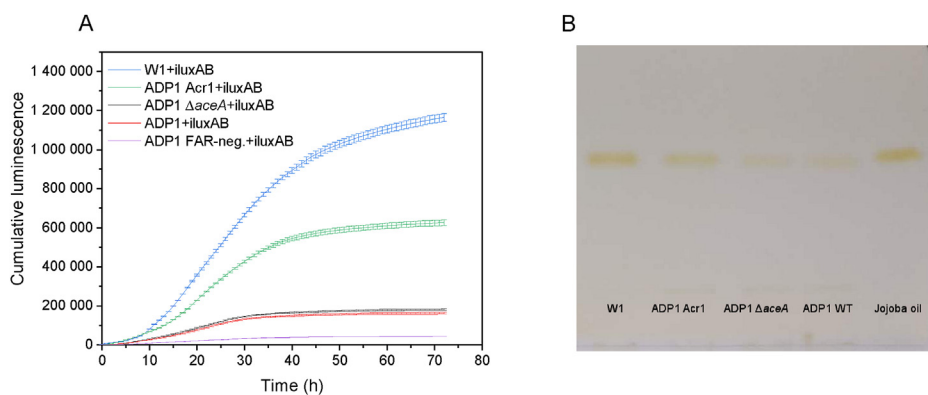 A
B
Cumulative luminescence
1 400 000
1 200 000
1 000 000
800 000
600 000
400 000
200 000
0
W1+iluxAB
ADP1 Acr1+iluxAB
ADP1 ΔaceA+iluxAB
ADP1+iluxAB
ADP1 FAR-neg.+iluxAB
0 10 20 30 40 50 60 70 80
Time (h)
W1 ADP1 Acr1 ADP1 ΔaceA ADP1 WT Jojoba oil